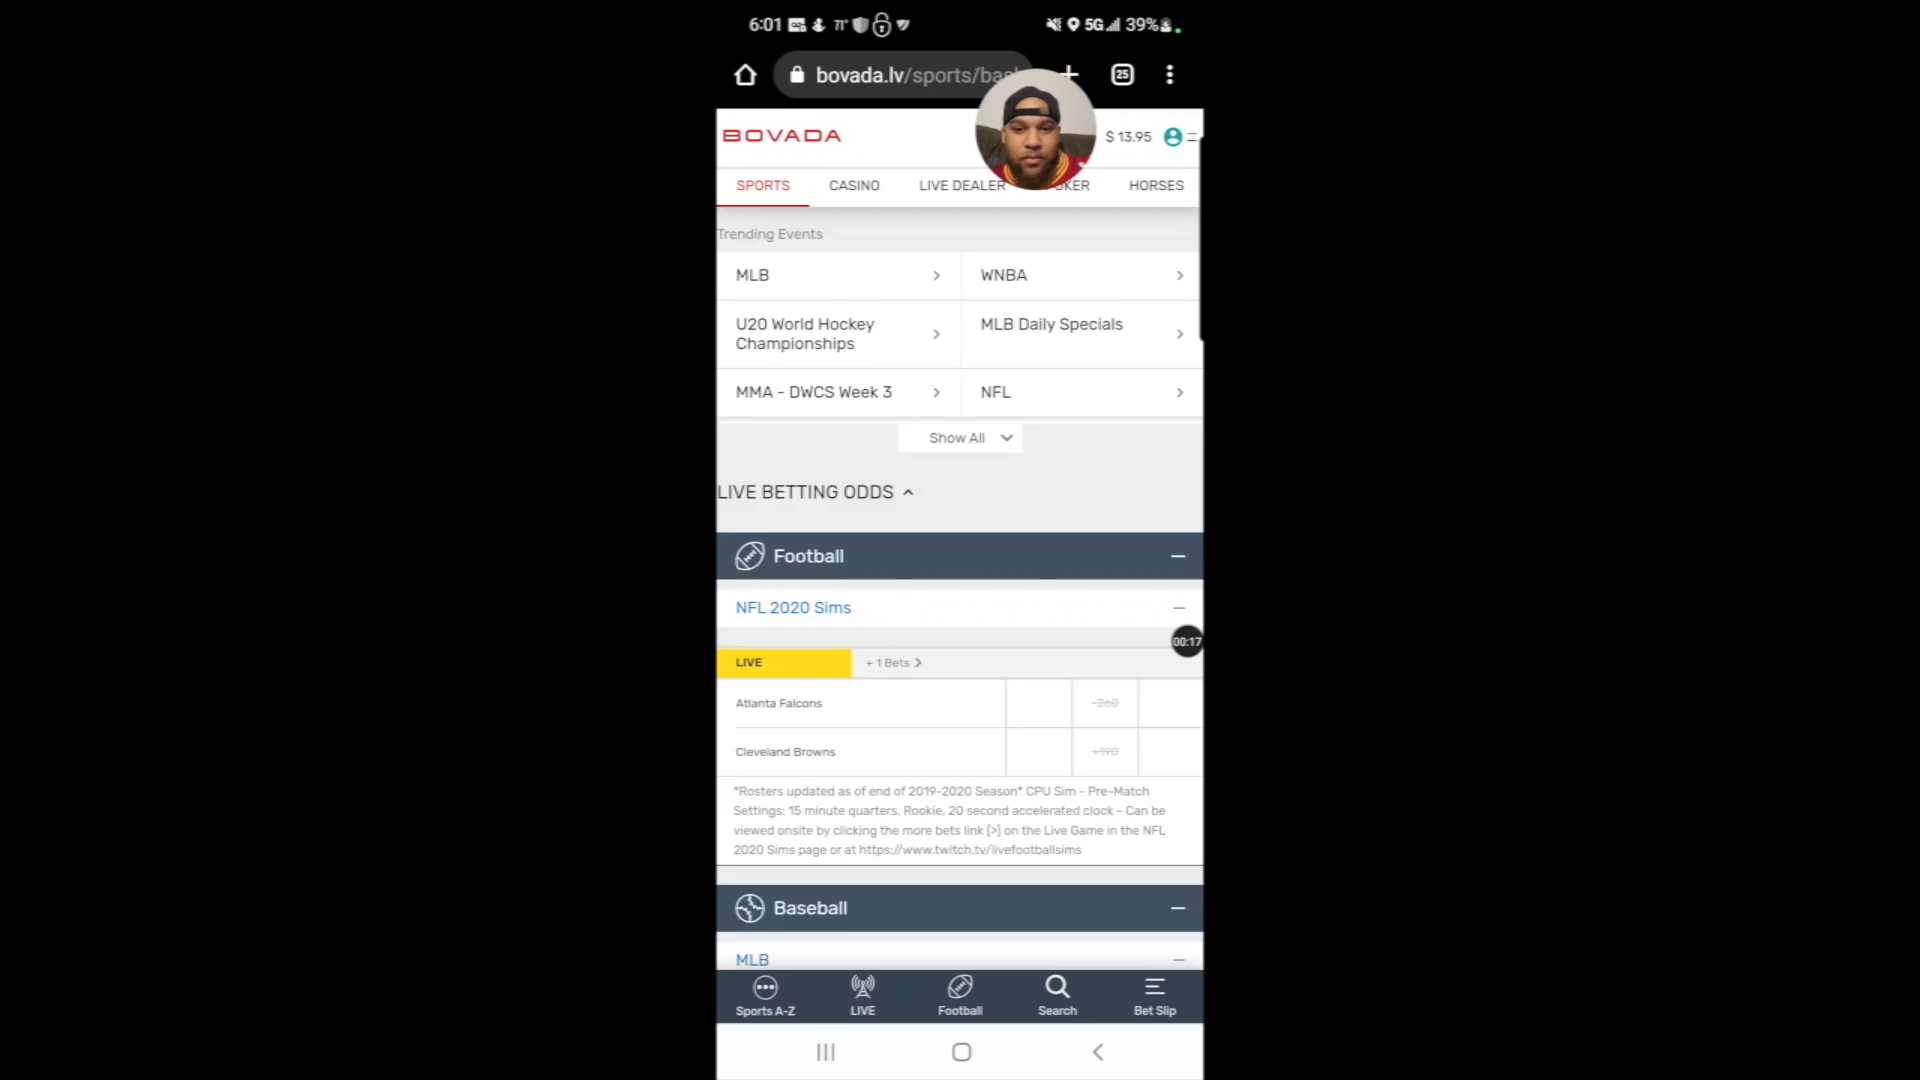 6:01 71° 5G 39%
bovada.lv/sports/bas
25
BOVADA
$ 13.95
SPORTS CASINO LIVE DEALER OKER HORSES
Trending Events
MLB
WNBA
U20 World Hockey
Championships
MLB Daily Specials
MMA - DWCS Week 3
NFL
Show All
LIVE BETTING ODDS
Football
NFL 2020 Sims
00:17
LIVE + 1 Bets
Atlanta Falcons -260
Cleveland Browns +190
*Rosters updated as of end of 2019-2020 Season* CPU Sim - Pre-Match
Settings: 15 minute quarters, Rookie, 20 second accelerated clock - Can be
viewed onsite by clicking the more bets link [>] on the Live Game in the NFL
2020 Sims page or at https://www.twitch.tv/livefootballsims
Baseball
MLB
Sports A-Z LIVE Football Search Bet Slip